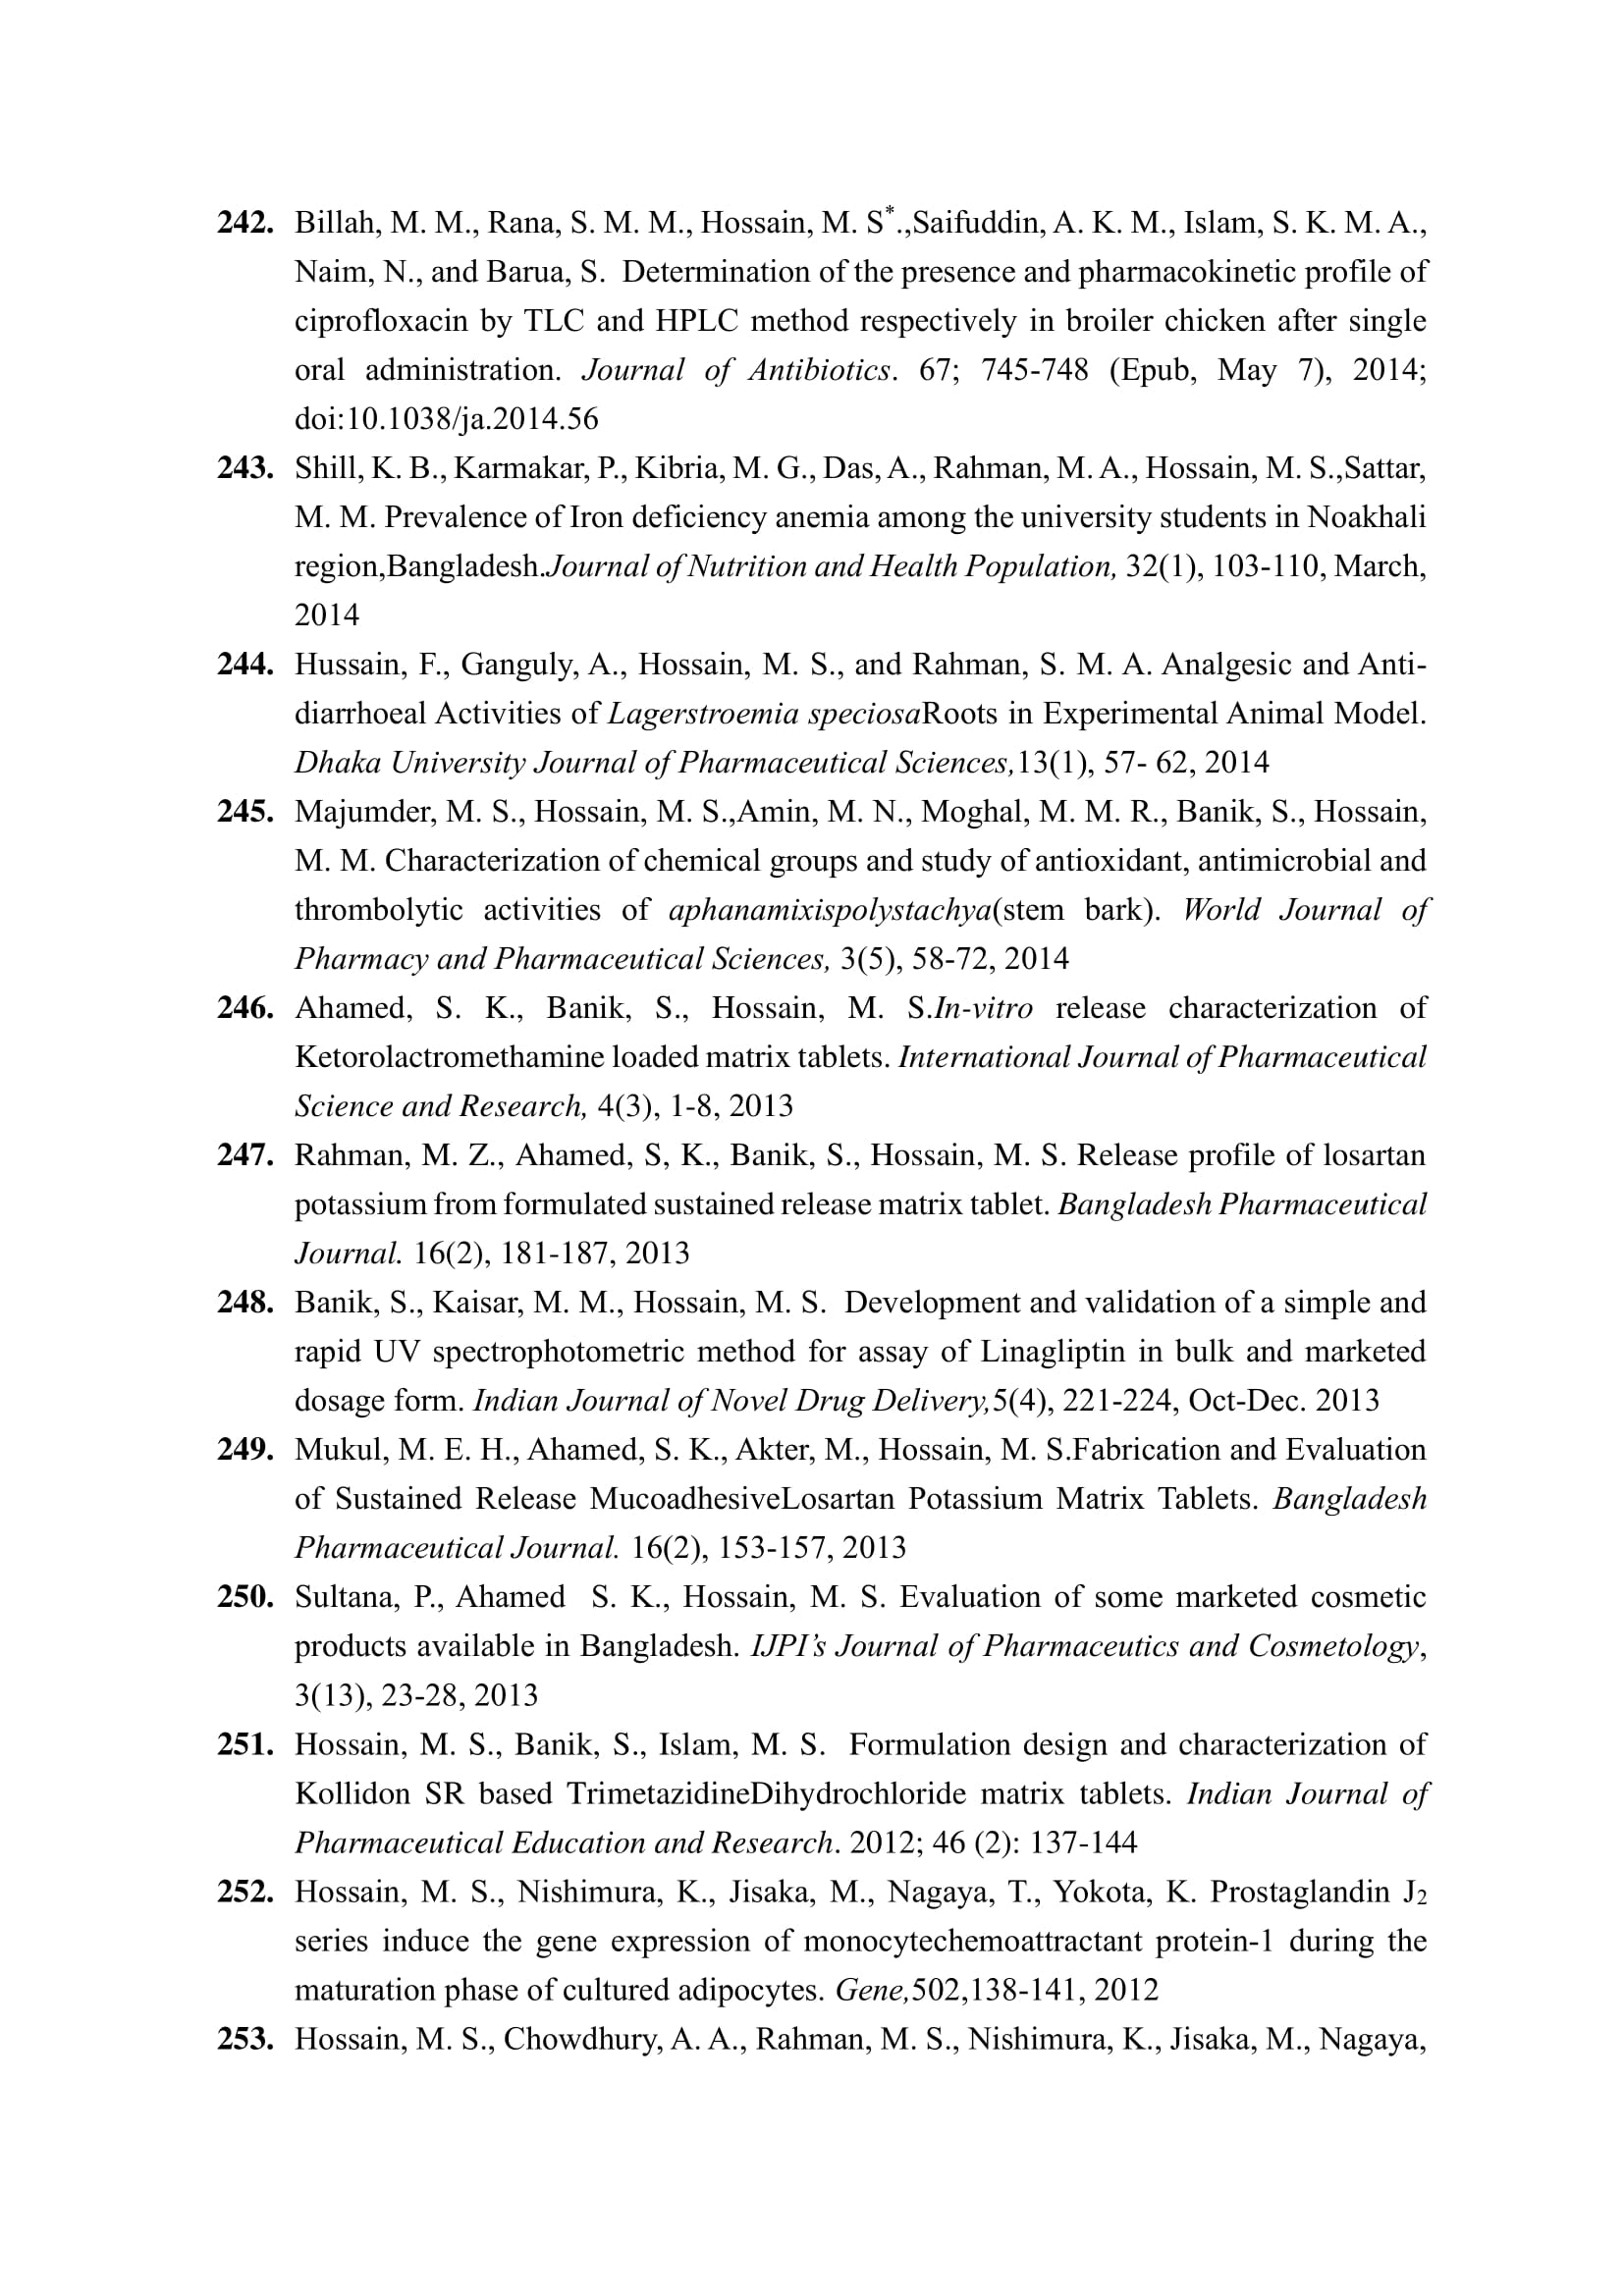 242. Billah, M. M., Rana, S. M. M., Hossain, M. S*.,Saifuddin, A. K. M., Islam, S. K. M. A.,
Naim, N., and Barua, S.  Determination of the presence and pharmacokinetic profile of
ciprofloxacin by TLC and HPLC method respectively in broiler chicken after single
oral administration. Journal of Antibiotics. 67; 745-748 (Epub, May 7), 2014;
doi:10.1038/ja.2014.56
243. Shill, K. B., Karmakar, P., Kibria, M. G., Das, A., Rahman, M. A., Hossain, M. S.,Sattar,
M. M. Prevalence of Iron deficiency anemia among the university students in Noakhali
region,Bangladesh.Journal of Nutrition and Health Population, 32(1), 103-110, March,
2014
244. Hussain, F., Ganguly, A., Hossain, M. S., and Rahman, S. M. A. Analgesic and Anti-
diarrhoeal Activities of Lagerstroemia speciosaRoots in Experimental Animal Model.
Dhaka University Journal of Pharmaceutical Sciences,13(1), 57- 62, 2014
245. Majumder, M. S., Hossain, M. S.,Amin, M. N., Moghal, M. M. R., Banik, S., Hossain,
M. M. Characterization of chemical groups and study of antioxidant, antimicrobial and
thrombolytic activities of aphanamixispolystachya(stem bark). World Journal of
Pharmacy and Pharmaceutical Sciences, 3(5), 58-72, 2014
246. Ahamed, S. K., Banik, S., Hossain, M. S.In-vitro release characterization of
Ketorolactromethamine loaded matrix tablets. International Journal of Pharmaceutical
Science and Research, 4(3), 1-8, 2013
247. Rahman, M. Z., Ahamed, S, K., Banik, S., Hossain, M. S. Release profile of losartan
potassium from formulated sustained release matrix tablet. Bangladesh Pharmaceutical
Journal. 16(2), 181-187, 2013
248. Banik, S., Kaisar, M. M., Hossain, M. S.  Development and validation of a simple and
rapid UV spectrophotometric method for assay of Linagliptin in bulk and marketed
dosage form. Indian Journal of Novel Drug Delivery,5(4), 221-224, Oct-Dec. 2013
249. Mukul, M. E. H., Ahamed, S. K., Akter, M., Hossain, M. S.Fabrication and Evaluation
of Sustained Release MucoadhesiveLosartan Potassium Matrix Tablets. Bangladesh
Pharmaceutical Journal. 16(2), 153-157, 2013
250. Sultana, P., Ahamed  S. K., Hossain, M. S. Evaluation of some marketed cosmetic
products available in Bangladesh. IJPI’s Journal of Pharmaceutics and Cosmetology,
3(13), 23-28, 2013
251. Hossain, M. S., Banik, S., Islam, M. S.  Formulation design and characterization of
Kollidon SR based TrimetazidineDihydrochloride matrix tablets. Indian Journal of
Pharmaceutical Education and Research. 2012; 46 (2): 137-144
252. Hossain, M. S., Nishimura, K., Jisaka, M., Nagaya, T., Yokota, K. Prostaglandin J₂
series induce the gene expression of monocytechemoattractant protein-1 during the
maturation phase of cultured adipocytes. Gene,502,138-141, 2012
253. Hossain, M. S., Chowdhury, A. A., Rahman, M. S., Nishimura, K., Jisaka, M., Nagaya,